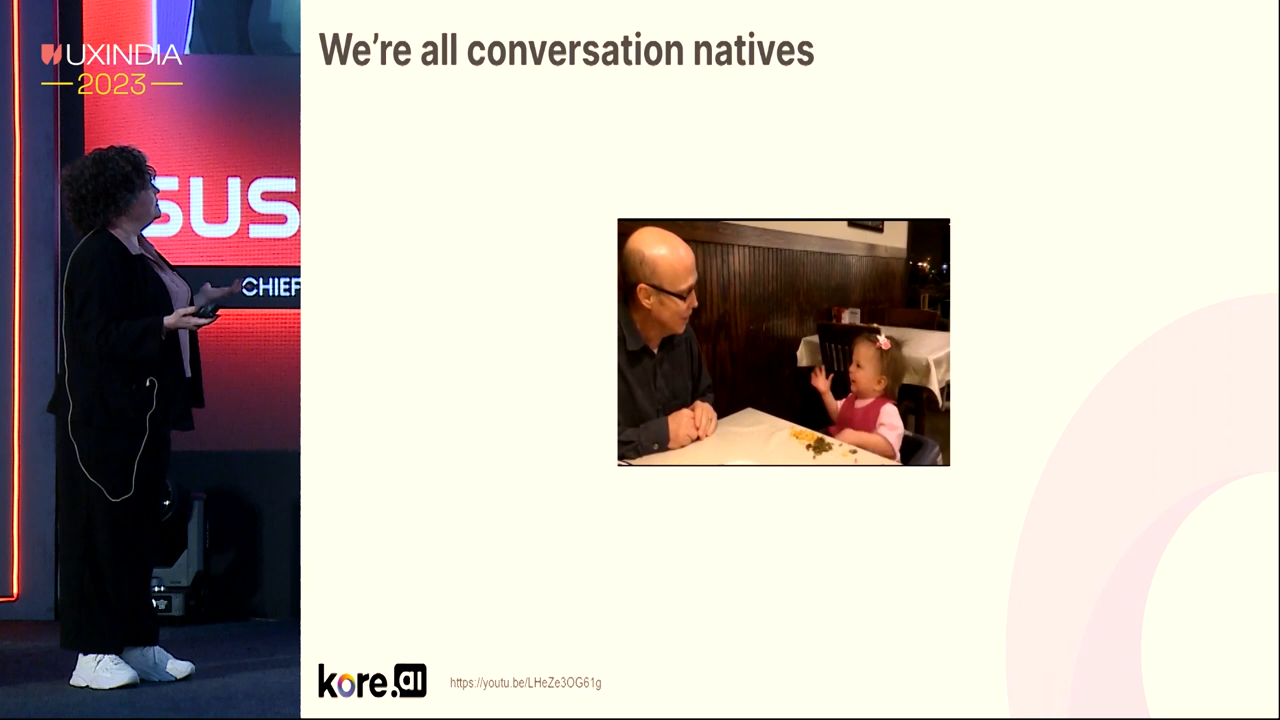 UXINDIA
2023
We're all conversation natives
SUS
CHIEF
kore.ai
https://youtu.be/LHeZe3OG61g